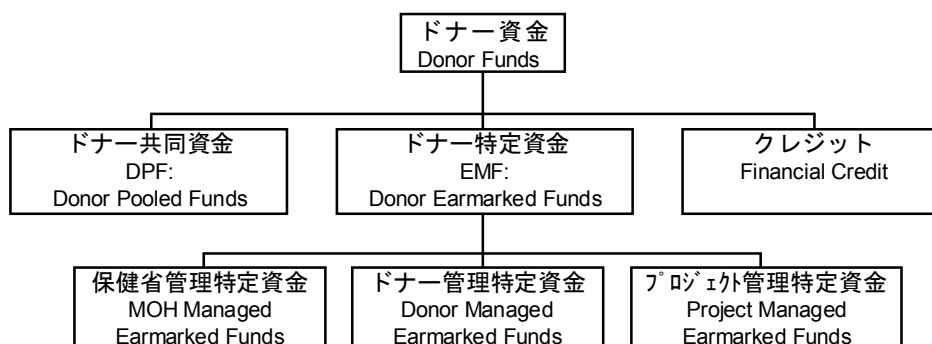 ドナー資金
Donor Funds
ドナー共同資金
DPF:
Donor Pooled Funds
ドナー特定資金
EMF:
Donor Earmarked Funds
クレジット
Financial Credit
保健省管理特定資金
MOH Managed
Earmarked Funds
ドナー管理特定資金
Donor Managed
Earmarked Funds
ﾌﾟﾛｼﾞｪｸﾄ管理特定資金
Project Managed
Earmarked Funds